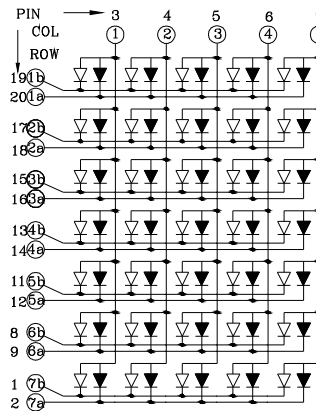 PIN 3 4 5 6
COL 1 2 3 4
ROW
19 1b
20 1a
17 2b
18 2a
15 3b
16 3a
13 4b
14 4a
11 5b
12 5a
8 6b
9 6a
1 7b
2 7a